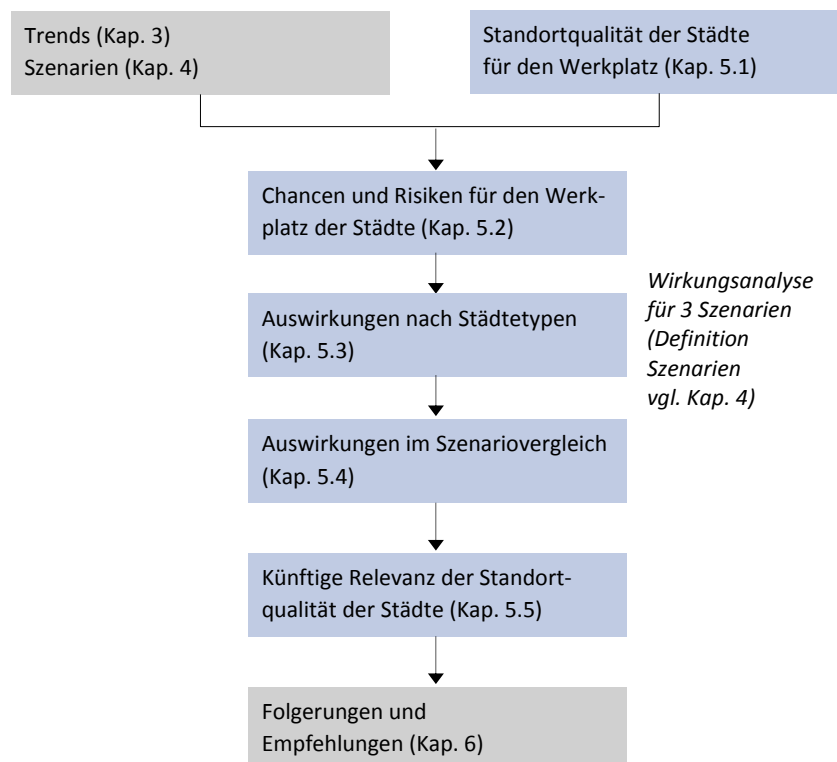 Trends (Kap. 3)
Szenarien (Kap. 4)
Standortqualität der Städte
für den Werkplatz (Kap. 5.1)
Chancen und Risiken für den Werk-
platz der Städte (Kap. 5.2)
Wirkungsanalyse
für 3 Szenarien
(Definition
Szenarien
vgl. Kap. 4)
Auswirkungen nach Städtetypen
(Kap. 5.3)
Auswirkungen im Szenariovergleich
(Kap. 5.4)
Künftige Relevanz der Standort-
qualität der Städte (Kap. 5.5)
Folgerungen und
Empfehlungen (Kap. 6)